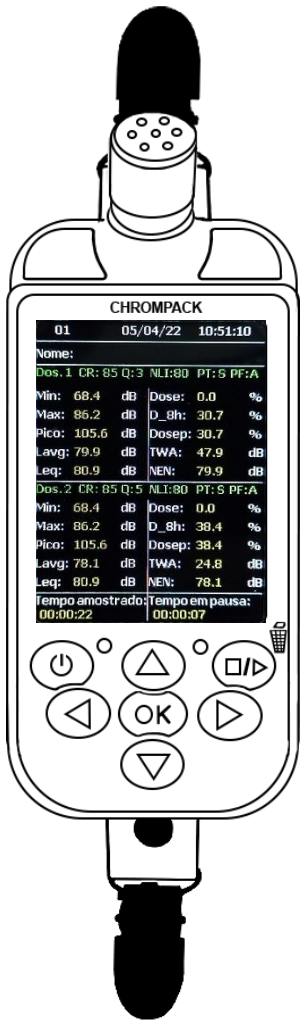 CHROMPACK
01 05/04/22 10:51:10
Nome:
Dos.1 CR: 85 Q:3 NLI:80 PT:S PF:A
Min: 68.4 dB Dose: 0.0 %
Max: 86.2 dB D_8h: 30.7 %
Pico: 105.6 dB Dosep: 30.7 %
Lavg: 79.9 dB TWA: 47.9 dB
Leq: 80.9 dB NEN: 79.9 dB
Dos.2 CR: 85 Q:5 NLI:80 PT:S PF:A
Min: 68.4 dB Dose: 0.0 %
Max: 86.2 dB D_8h: 38.4 %
Pico: 105.6 dB Dosep: 38.4 %
Lavg: 78.1 dB TWA: 24.8 dB
Leq: 80.9 dB NEN: 78.1 dB
Tempo amostrado: Tempo em pausa:
00:00:22 00:00:07
OK